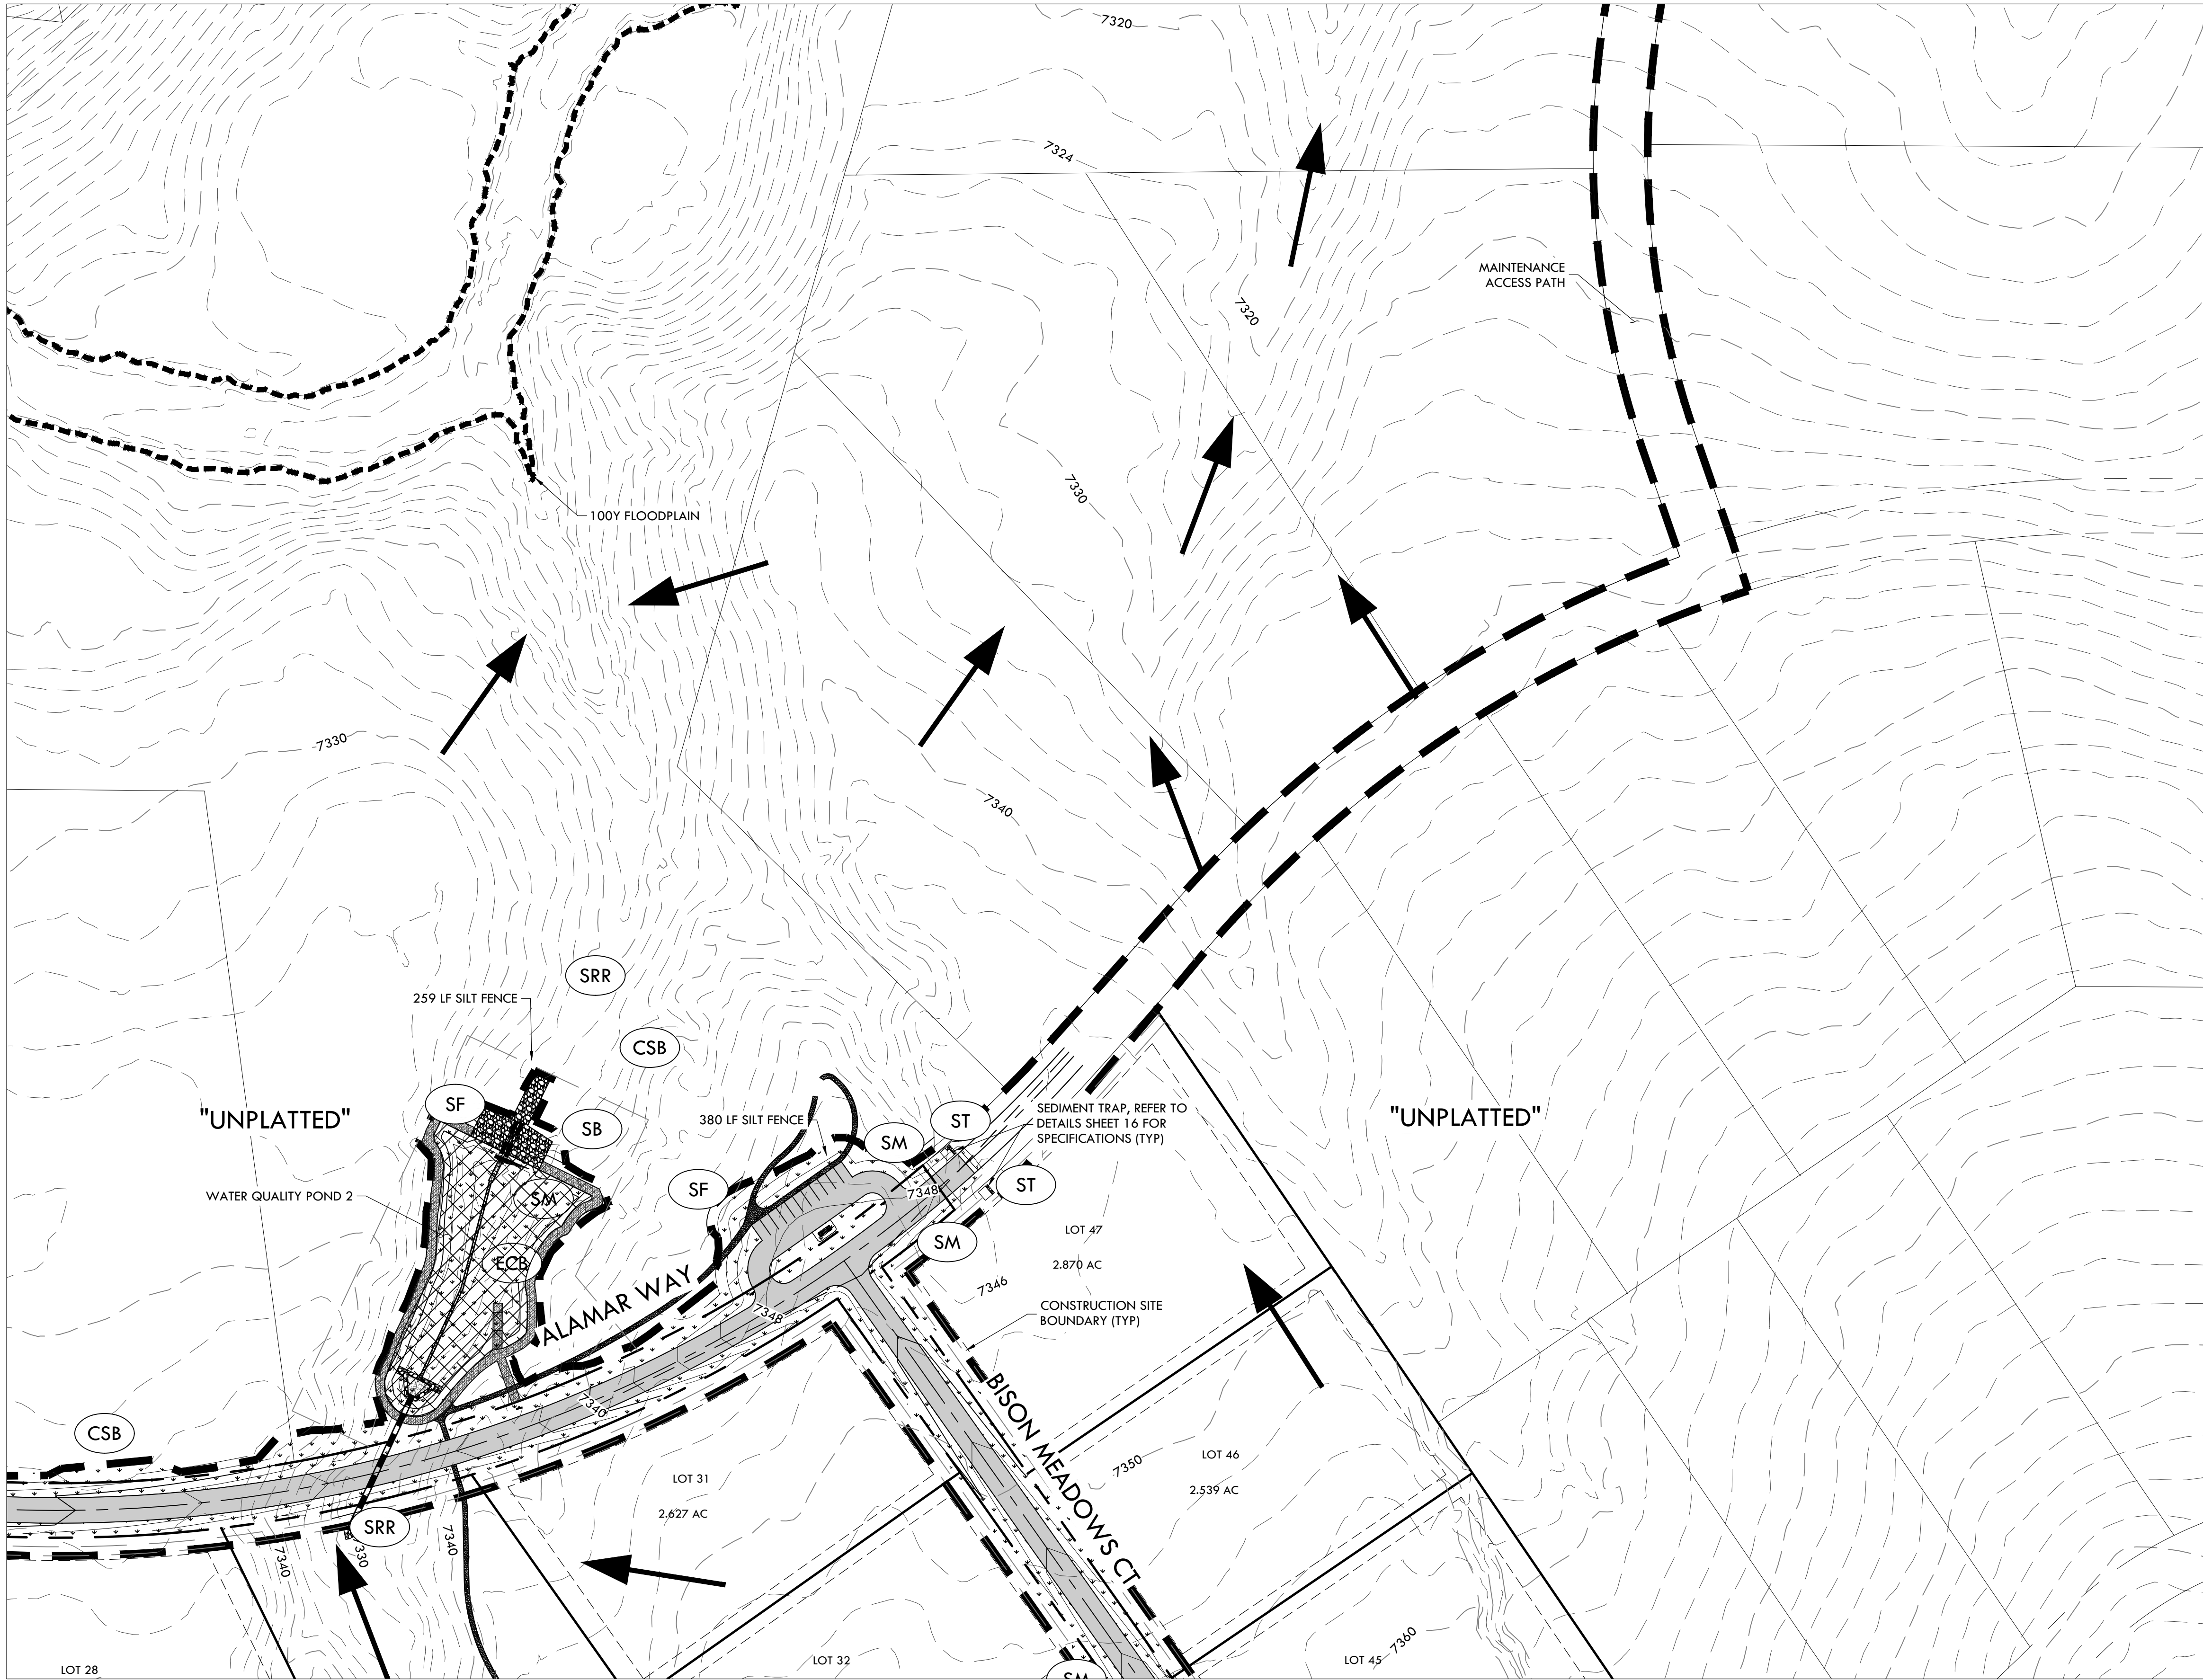 7320
7324
MAINTENANCE
ACCESS PATH
7320
7330
100Y FLOODPLAIN
7330
7340
SRR
259 LF SILT FENCE
CSB
SF
"UNPLATTED"
SB
380 LF SILT FENCE
SM
ST
SEDIMENT TRAP, REFER TO
DETAILS SHEET 16 FOR
SPECIFICATIONS (TYP)
"UNPLATTED"
WATER QUALITY POND 2
SM
SF
7348
ST
LOT 47
2.870 AC
SM
ECB
7346
ALAMAR WAY
7348
CONSTRUCTION SITE
BOUNDARY (TYP)
7340
BISON MEADOWS CT
CSB
LOT 31
2.627 AC
7350
LOT 46
2.539 AC
SRR
7340
7330
7340
7360
LOT 28
LOT 32
LOT 45
SM